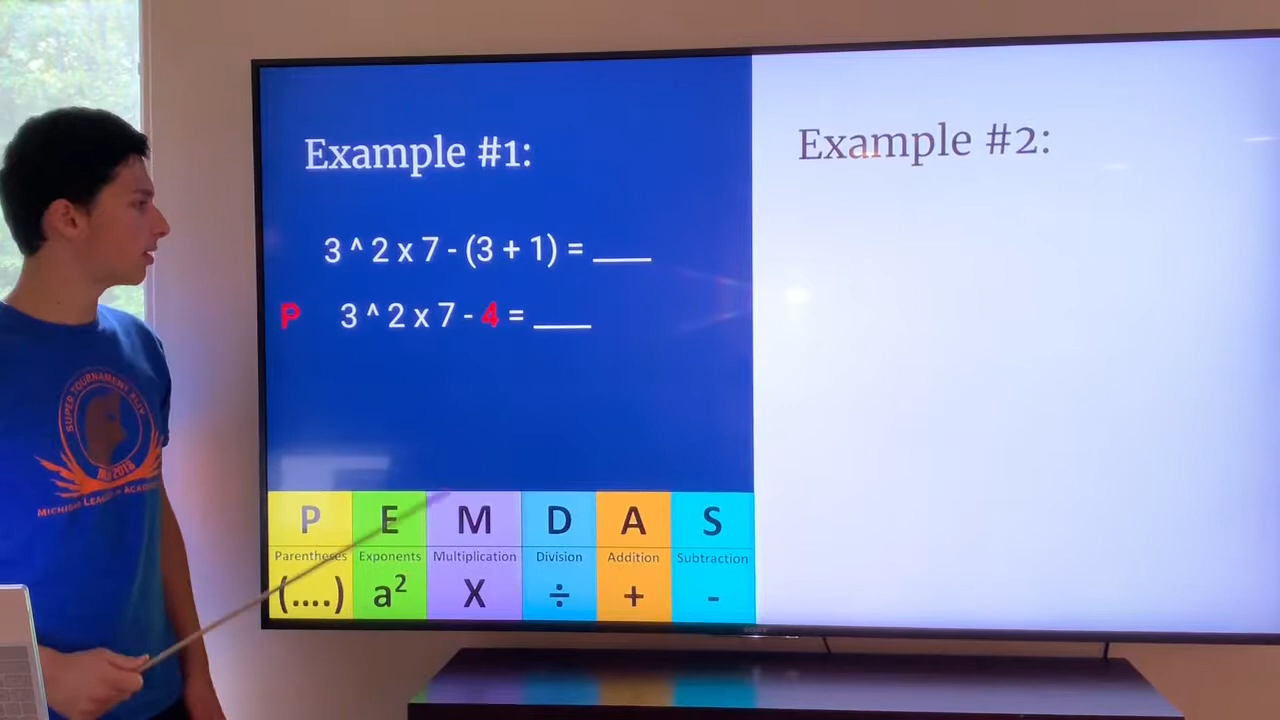 Example #1:
3 ^ 2 x 7 - (3 + 1) = ____
P 3 ^ 2 x 7 - 4 = ____
P E M D A S
Parentheses Exponents Multiplication Division Addition Subtraction
(....) a² X ÷ + -
Example #2:
SUPER TOURNAMENT XLIV
MJ 2018